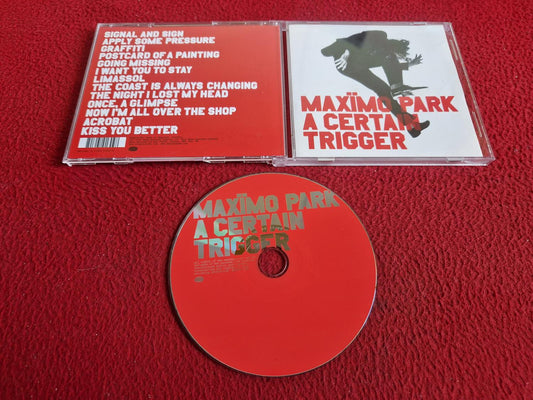 SIGNAL AND SIGN
APPLY SOME PRESSURE
GRAFFITI
POSTCARD OF A PAINTING
GOING MISSING
I WANT YOU TO STAY
LIMASSOL
THE COAST IS ALWAYS CHANGING
THE NIGHT I LOST MY HEAD
ONCE, A GLIMPSE
NOW I'M ALL OVER THE SHOP
ACROBAT
KISS YOU BETTER
MAXÏMO PARK
A CERTAIN
TRIGGER
MAXÏMO PARK
A CERTAIN
TRIGGER